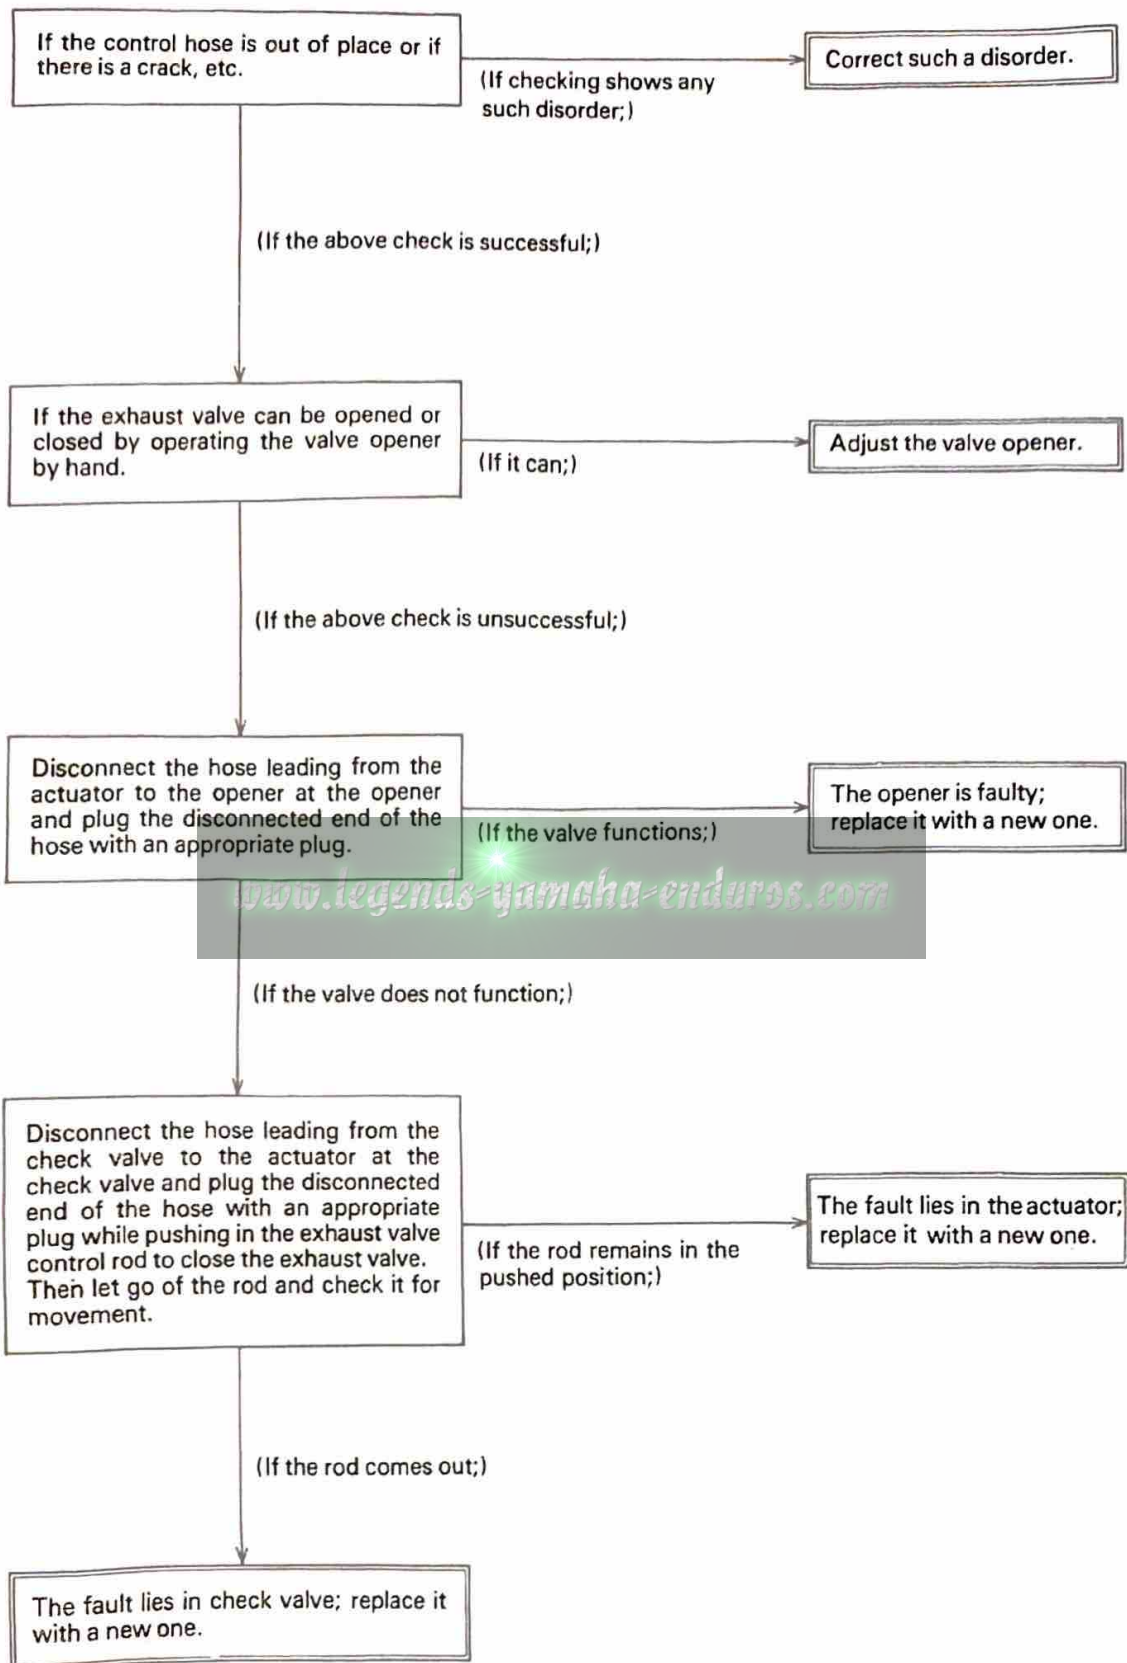 If the control hose is out of place or if
there is a crack, etc.
(If checking shows any
such disorder;)
Correct such a disorder.
(If the above check is successful;)
If the exhaust valve can be opened or
closed by operating the valve opener
by hand.
(If it can;)
Adjust the valve opener.
(If the above check is unsuccessful;)
Disconnect the hose leading from the
actuator to the opener at the opener
and plug the disconnected end of the
hose with an appropriate plug.
(If the valve functions;)
The opener is faulty;
replace it with a new one.
www.legends-yamaha-enduros.com
(If the valve does not function;)
Disconnect the hose leading from the
check valve to the actuator at the
check valve and plug the disconnected
end of the hose with an appropriate
plug while pushing in the exhaust valve
control rod to close the exhaust valve.
Then let go of the rod and check it for
movement.
(If the rod remains in the
pushed position;)
The fault lies in the actuator;
replace it with a new one.
(If the rod comes out;)
The fault lies in check valve; replace it
with a new one.